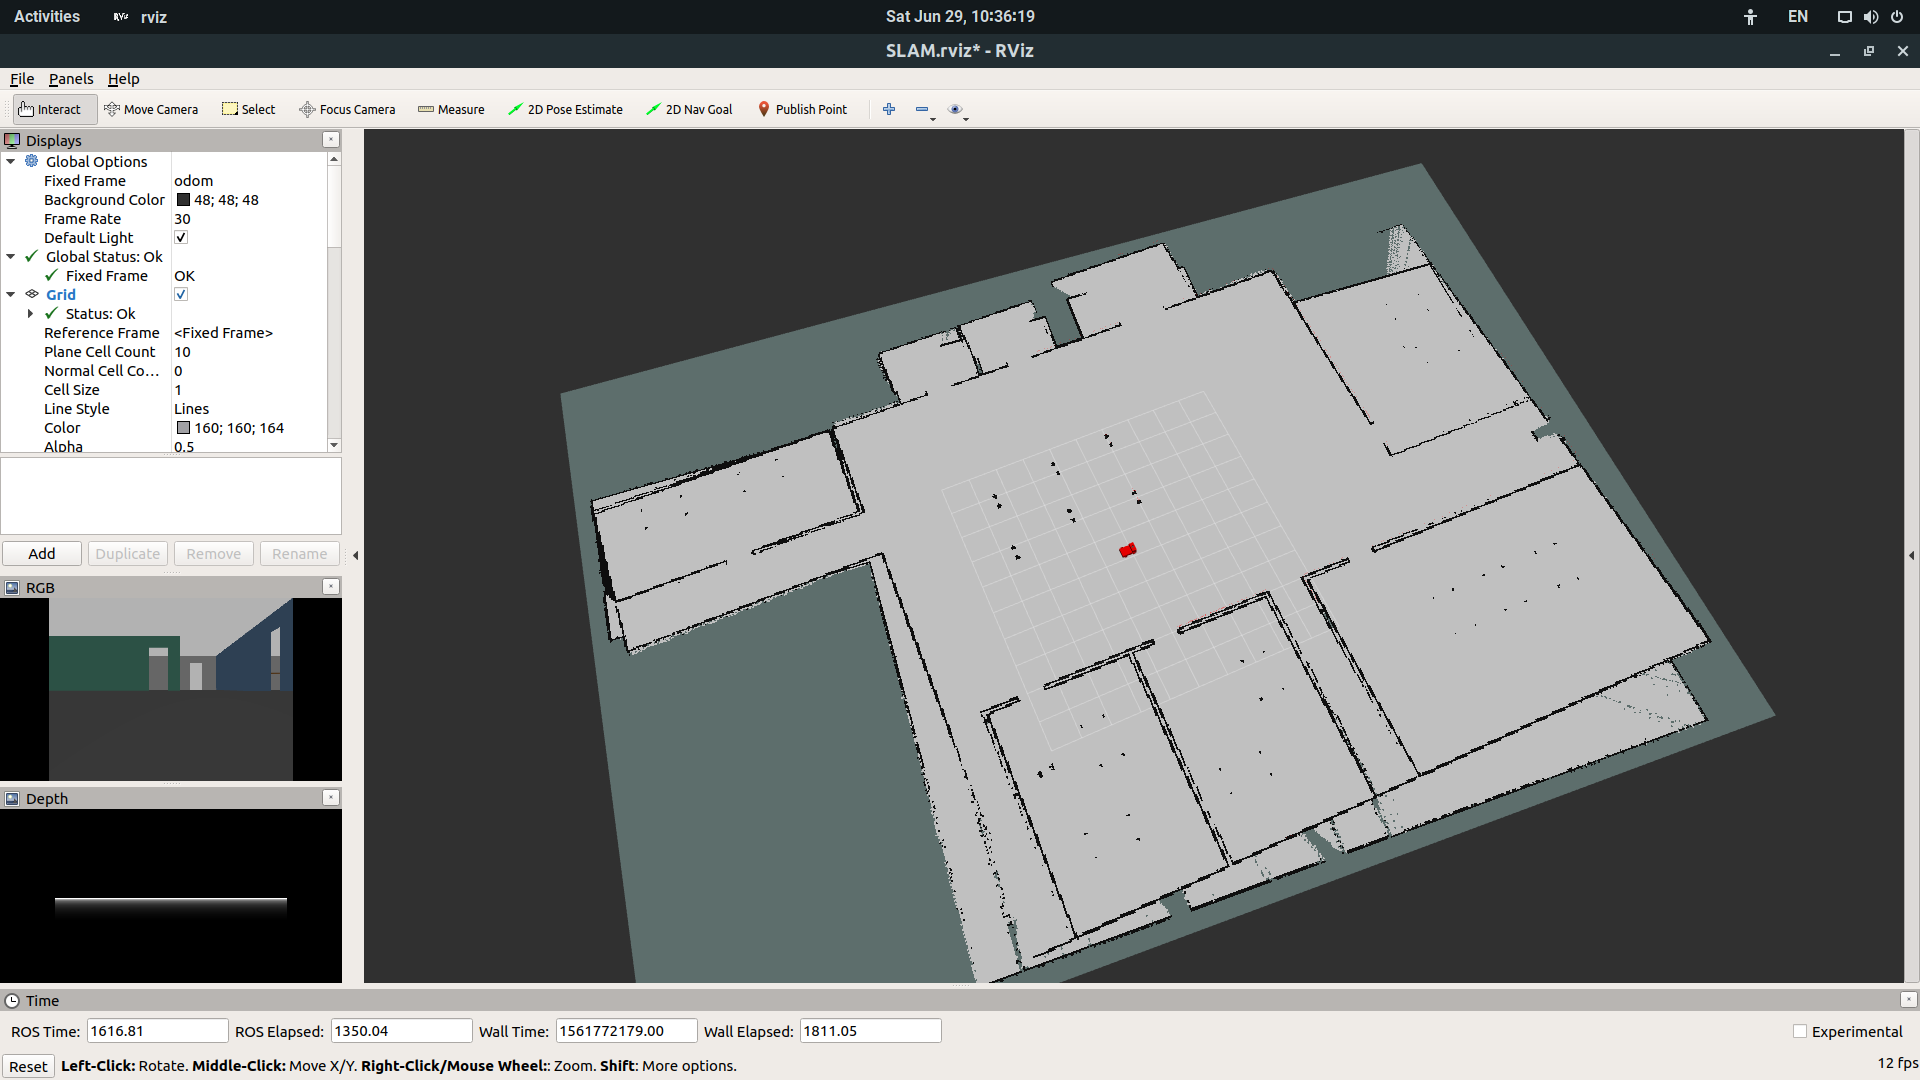 Activities RViz rviz Sat Jun 29, 10:36:19 EN
SLAM.rviz* - RViz
File Panels Help
Interact Move Camera Select Focus Camera Measure 2D Pose Estimate 2D Nav Goal Publish Point
Displays
Global Options
Fixed Frame odom
Background Color 48; 48; 48
Frame Rate 30
Default Light
Global Status: Ok
Fixed Frame OK
Grid
Status: Ok
Reference Frame <Fixed Frame>
Plane Cell Count 10
Normal Cell Co... 0
Cell Size 1
Line Style Lines
Color 160; 160; 164
Alpha 0.5
Add Duplicate Remove Rename
RGB
Depth
Time
ROS Time: 1616.81 ROS Elapsed: 1350.04 Wall Time: 1561772179.00 Wall Elapsed: 1811.05 Experimental
Reset Left-Click: Rotate. Middle-Click: Move X/Y. Right-Click/Mouse Wheel:: Zoom. Shift: More options. 12 fps